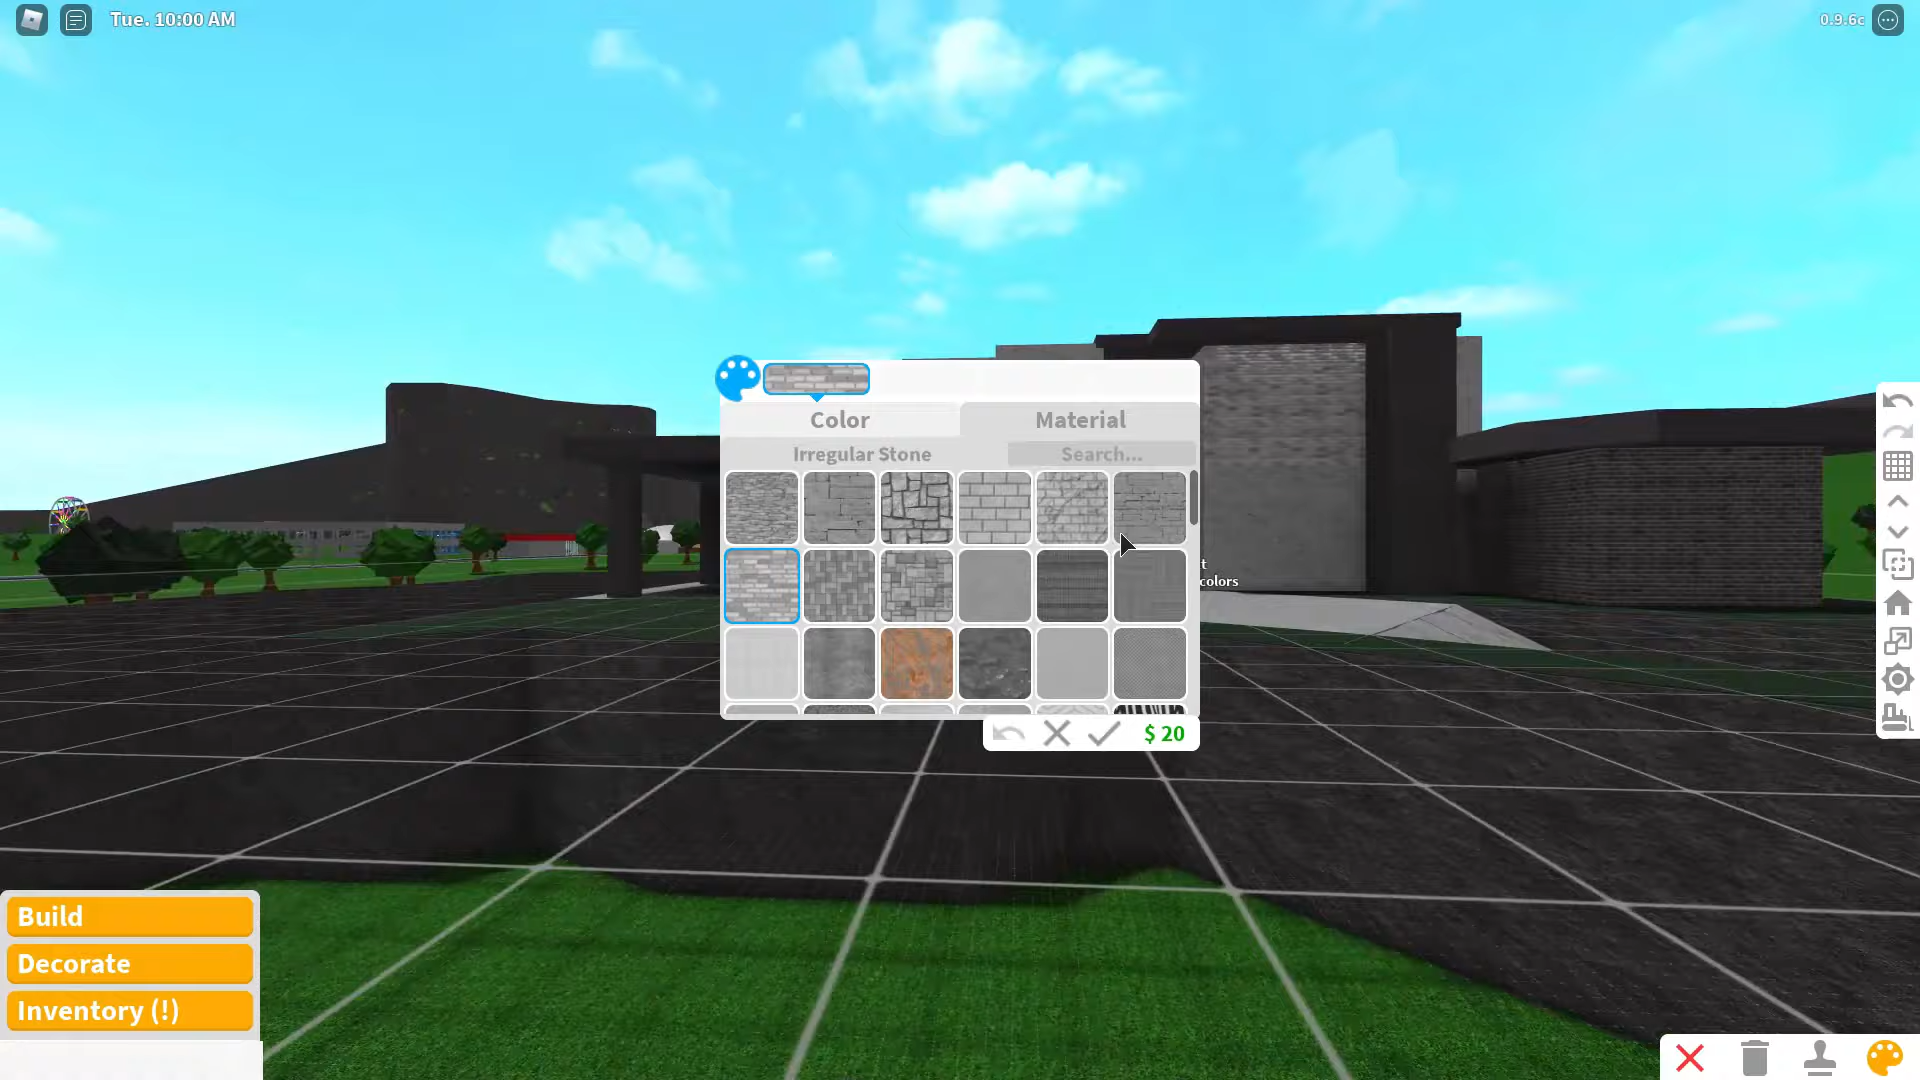 Tue. 10:00 AM
0.9.6c
Color
Material
Irregular Stone
Search...
t
colors
$ 20
Build
Decorate
Inventory (!)